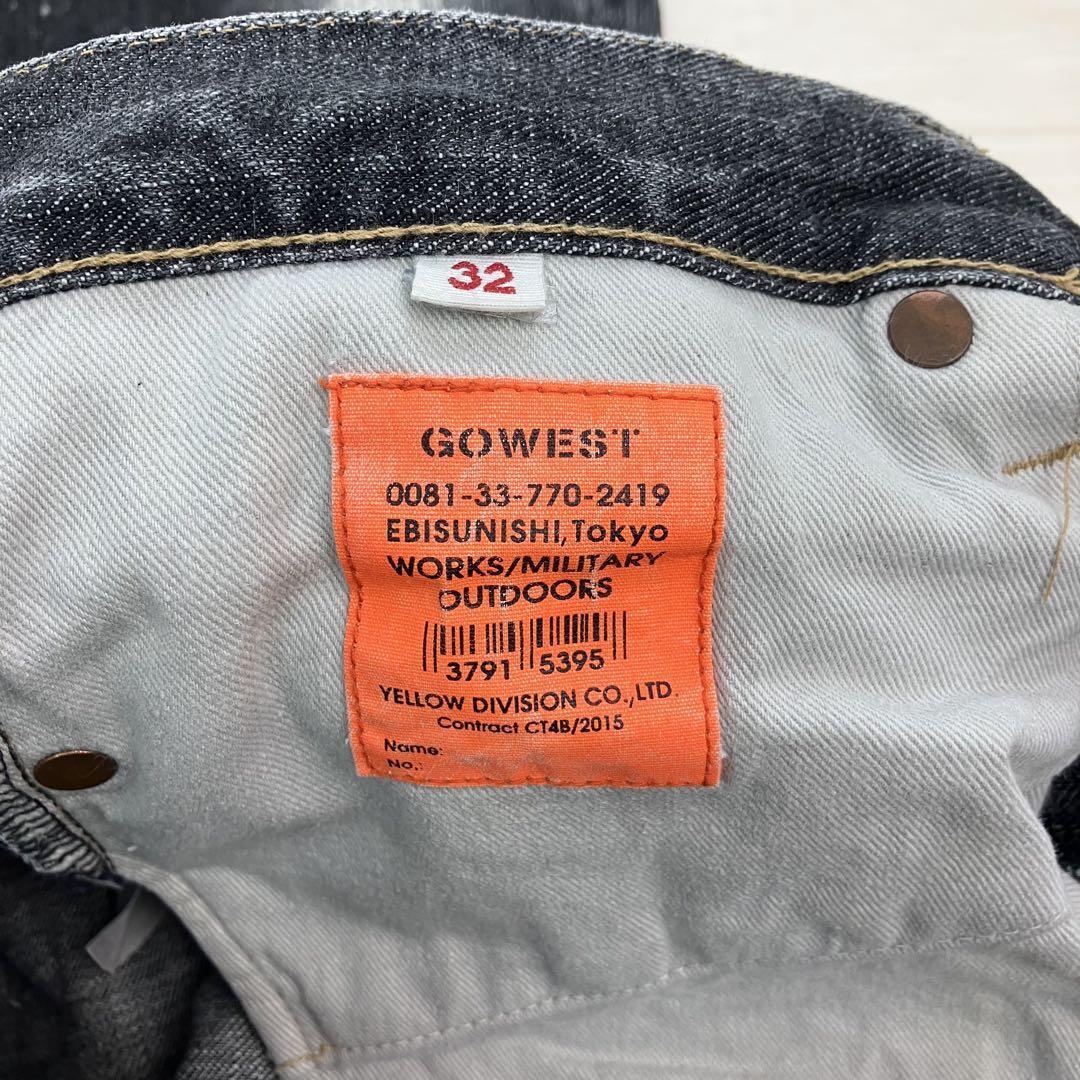 32
GOWEST
0081-33-770-2419
EBISUNISHI, Tokyo
WORKS/MILITARY
OUTDOORS
3791 5395
YELLOW DIVISION CO.,LTD.
Contract CT4B/2015
Name:
No.: